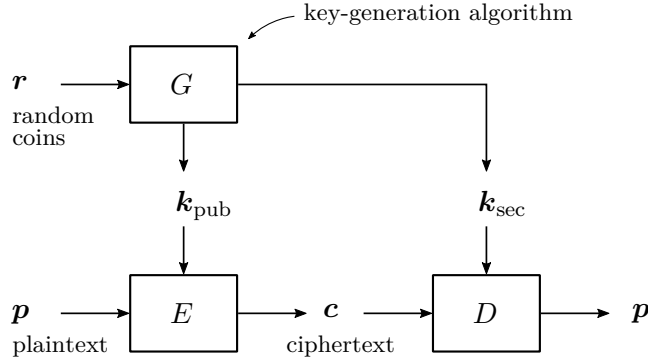 key-generation algorithm
r
G
random
coins
k_pub
k_sec
p
E
c
D
p
plaintext
ciphertext